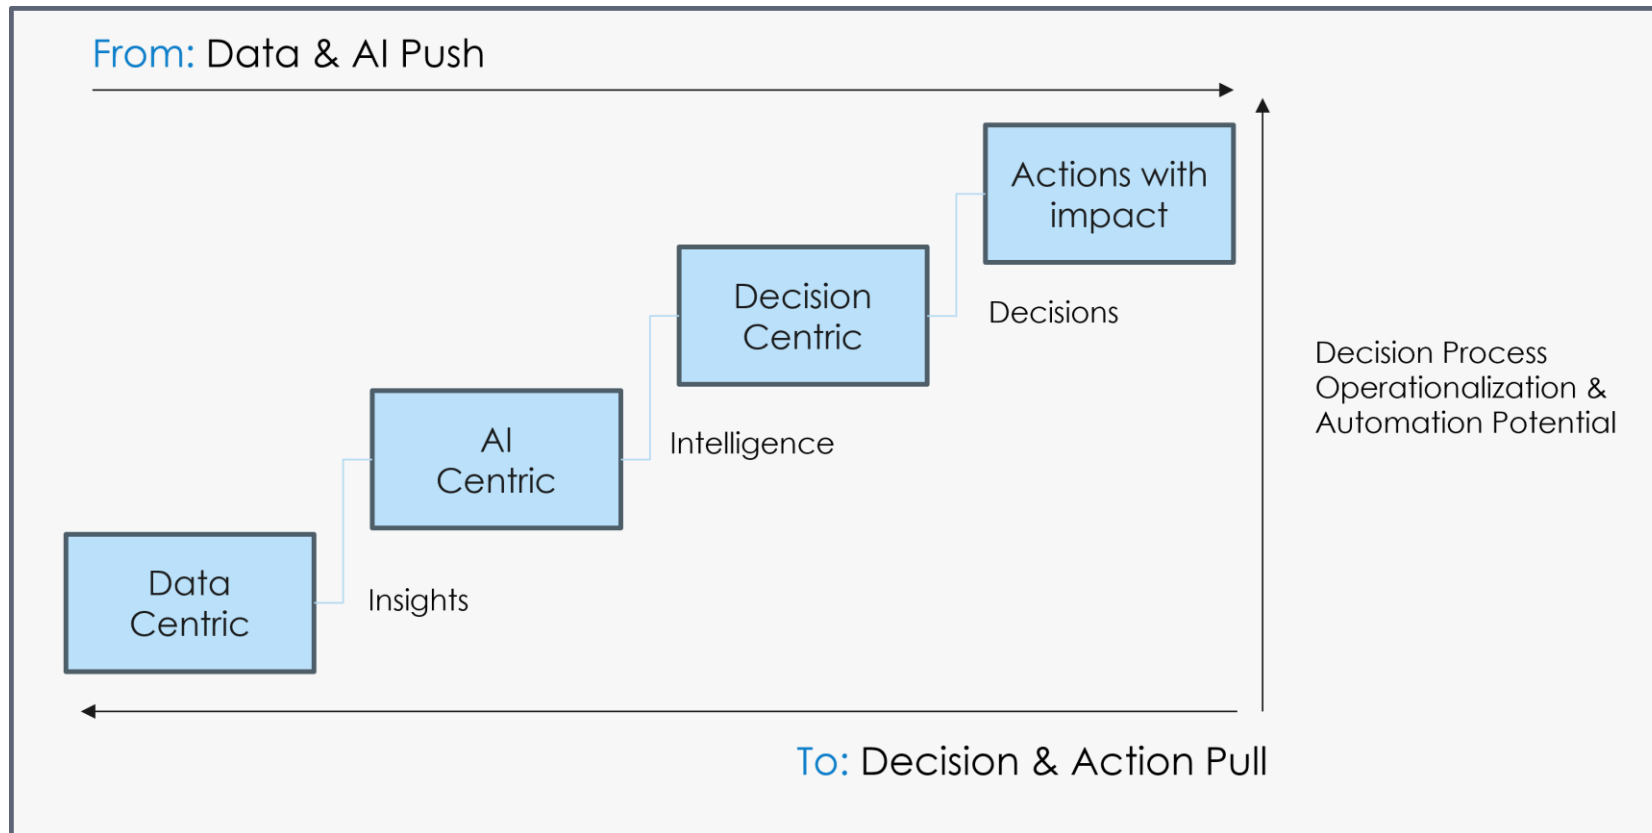 From: Data & AI Push
Actions with
impact
Decision
Centric
Decisions
Decision Process
Operationalization &
Automation Potential
AI
Centric
Intelligence
Data
Centric
Insights
To: Decision & Action Pull